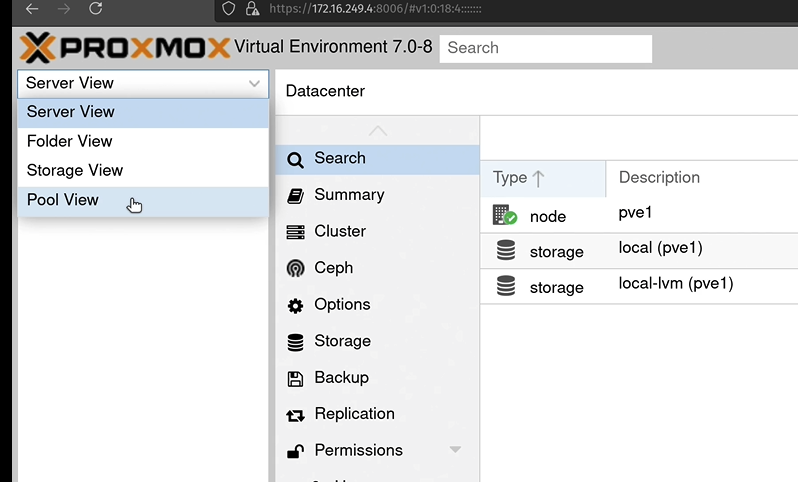 https://172.16.249.4:8006/#v1:0:18:4:::::::
PROXMOX Virtual Environment 7.0-8 Search
Server View
Server View
Folder View
Storage View
Pool View
Datacenter
Search
Summary
Cluster
Ceph
Options
Storage
Backup
Replication
Permissions
Type Description
node pve1
storage local (pve1)
storage local-lvm (pve1)